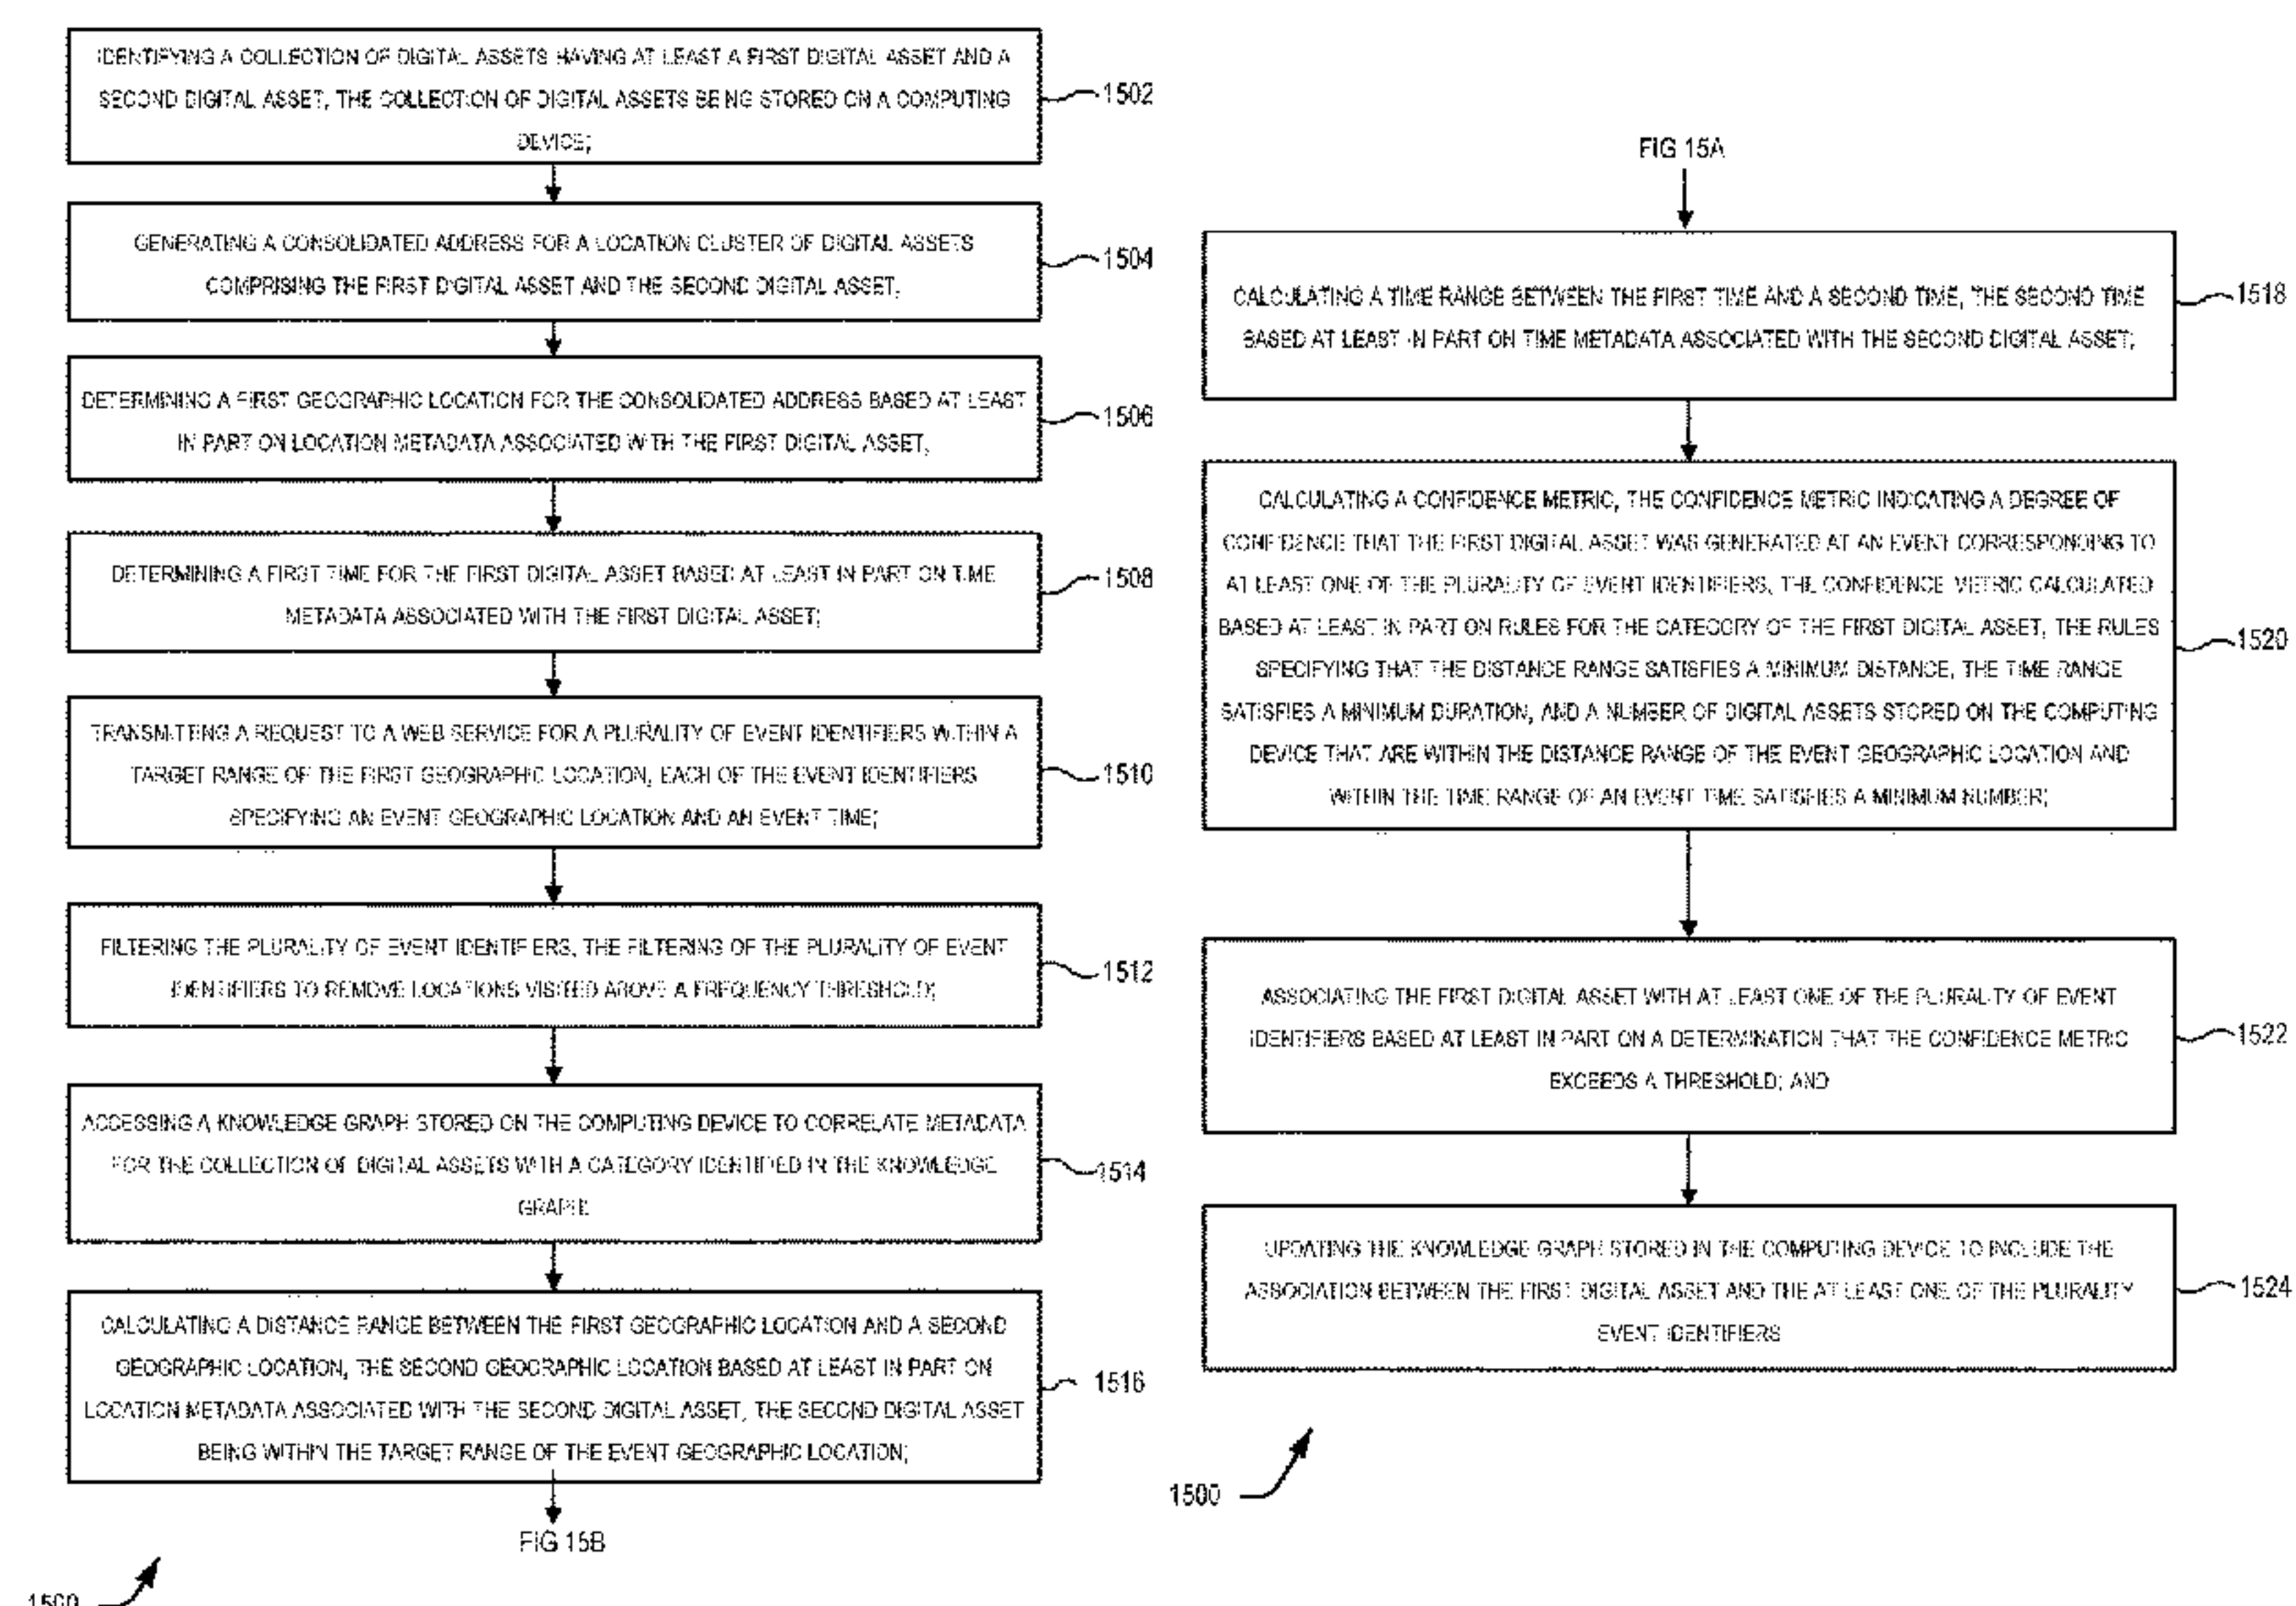 IDENTIFYING A COLLECTION OF DIGITAL ASSETS HAVING AT LEAST A FIRST DIGITAL ASSET AND A
SECOND DIGITAL ASSET, THE COLLECTION OF DIGITAL ASSETS BEING STORED ON A COMPUTING
DEVICE;
1502
GENERATING A CONSOLIDATED ADDRESS FOR A LOCATION CLUSTER OF DIGITAL ASSETS
COMPRISING THE FIRST DIGITAL ASSET AND THE SECOND DIGITAL ASSET;
1504
DETERMINING A FIRST GEOGRAPHIC LOCATION FOR THE CONSOLIDATED ADDRESS BASED AT LEAST
IN PART ON LOCATION METADATA ASSOCIATED WITH THE FIRST DIGITAL ASSET;
1506
DETERMINING A FIRST TIME FOR THE FIRST DIGITAL ASSET BASED AT LEAST IN PART ON TIME
METADATA ASSOCIATED WITH THE FIRST DIGITAL ASSET;
1508
TRANSMITTING A REQUEST TO A WEB SERVICE FOR A PLURALITY OF EVENT IDENTIFIERS WITHIN A
TARGET RANGE OF THE FIRST GEOGRAPHIC LOCATION, EACH OF THE EVENT IDENTIFIERS
SPECIFYING AN EVENT GEOGRAPHIC LOCATION AND AN EVENT TIME;
1510
FILTERING THE PLURALITY OF EVENT IDENTIFIERS, THE FILTERING OF THE PLURALITY OF EVENT
IDENTIFIERS TO REMOVE LOCATIONS VISITED ABOVE A FREQUENCY THRESHOLD;
1512
ACCESSING A KNOWLEDGE GRAPH STORED ON THE COMPUTING DEVICE TO CORRELATE METADATA
FOR THE COLLECTION OF DIGITAL ASSETS WITH A CATEGORY IDENTIFIED IN THE KNOWLEDGE
GRAPH;
1514
CALCULATING A DISTANCE RANGE BETWEEN THE FIRST GEOGRAPHIC LOCATION AND A SECOND
GEOGRAPHIC LOCATION, THE SECOND GEOGRAPHIC LOCATION BASED AT LEAST IN PART ON
LOCATION METADATA ASSOCIATED WITH THE SECOND DIGITAL ASSET, THE SECOND DIGITAL ASSET
BEING WITHIN THE TARGET RANGE OF THE EVENT GEOGRAPHIC LOCATION;
1516
FIG 15B
1500
FIG 15A
CALCULATING A TIME RANGE BETWEEN THE FIRST TIME AND A SECOND TIME, THE SECOND TIME
BASED AT LEAST IN PART ON TIME METADATA ASSOCIATED WITH THE SECOND DIGITAL ASSET;
1518
CALCULATING A CONFIDENCE METRIC, THE CONFIDENCE METRIC INDICATING A DEGREE OF
CONFIDENCE THAT THE FIRST DIGITAL ASSET WAS GENERATED AT AN EVENT CORRESPONDING TO
AT LEAST ONE OF THE PLURALITY OF EVENT IDENTIFIERS, THE CONFIDENCE METRIC CALCULATED
BASED AT LEAST IN PART ON RULES FOR THE CATEGORY OF THE FIRST DIGITAL ASSET, THE RULES
SPECIFYING THAT THE DISTANCE RANGE SATISFIES A MINIMUM DISTANCE, THE TIME RANGE
SATISFIES A MINIMUM DURATION, AND A NUMBER OF DIGITAL ASSETS STORED ON THE COMPUTING
DEVICE THAT ARE WITHIN THE DISTANCE RANGE OF THE EVENT GEOGRAPHIC LOCATION AND
WITHIN THE TIME RANGE OF AN EVENT TIME SATISFIES A MINIMUM NUMBER;
1520
ASSOCIATING THE FIRST DIGITAL ASSET WITH AT LEAST ONE OF THE PLURALITY OF EVENT
IDENTIFIERS BASED AT LEAST IN PART ON A DETERMINATION THAT THE CONFIDENCE METRIC
EXCEEDS A THRESHOLD; AND
1522
UPDATING THE KNOWLEDGE GRAPH STORED IN THE COMPUTING DEVICE TO INCLUDE THE
ASSOCIATION BETWEEN THE FIRST DIGITAL ASSET AND THE AT LEAST ONE OF THE PLURALITY
EVENT IDENTIFIERS
1524
1500